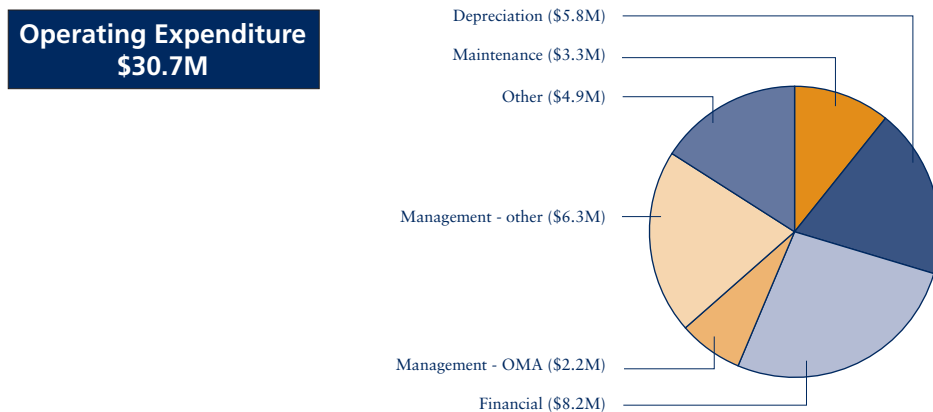 Operating Expenditure
$30.7M
Depreciation ($5.8M)
Maintenance ($3.3M)
Other ($4.9M)
Management - other ($6.3M)
Management - OMA ($2.2M)
Financial ($8.2M)